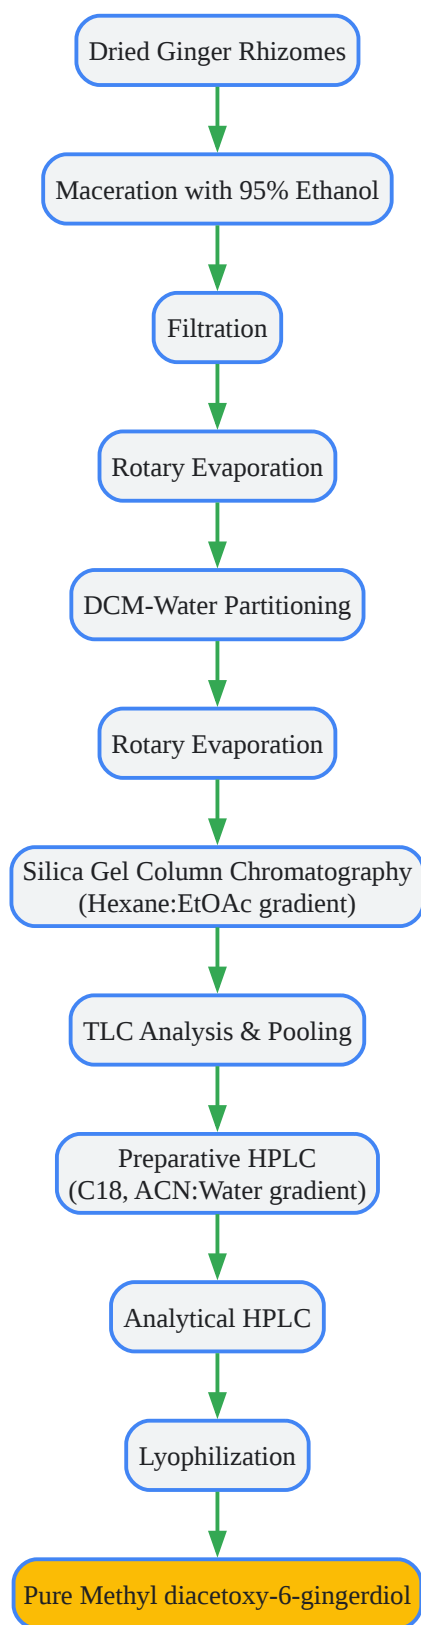 Dried Ginger Rhizomes
Maceration with 95% Ethanol
Filtration
Rotary Evaporation
DCM-Water Partitioning
Rotary Evaporation
Silica Gel Column Chromatography
(Hexane:EtOAc gradient)
TLC Analysis & Pooling
Preparative HPLC
(C18, ACN:Water gradient)
Analytical HPLC
Lyophilization
Pure Methyl diacetoxy-6-gingerdiol